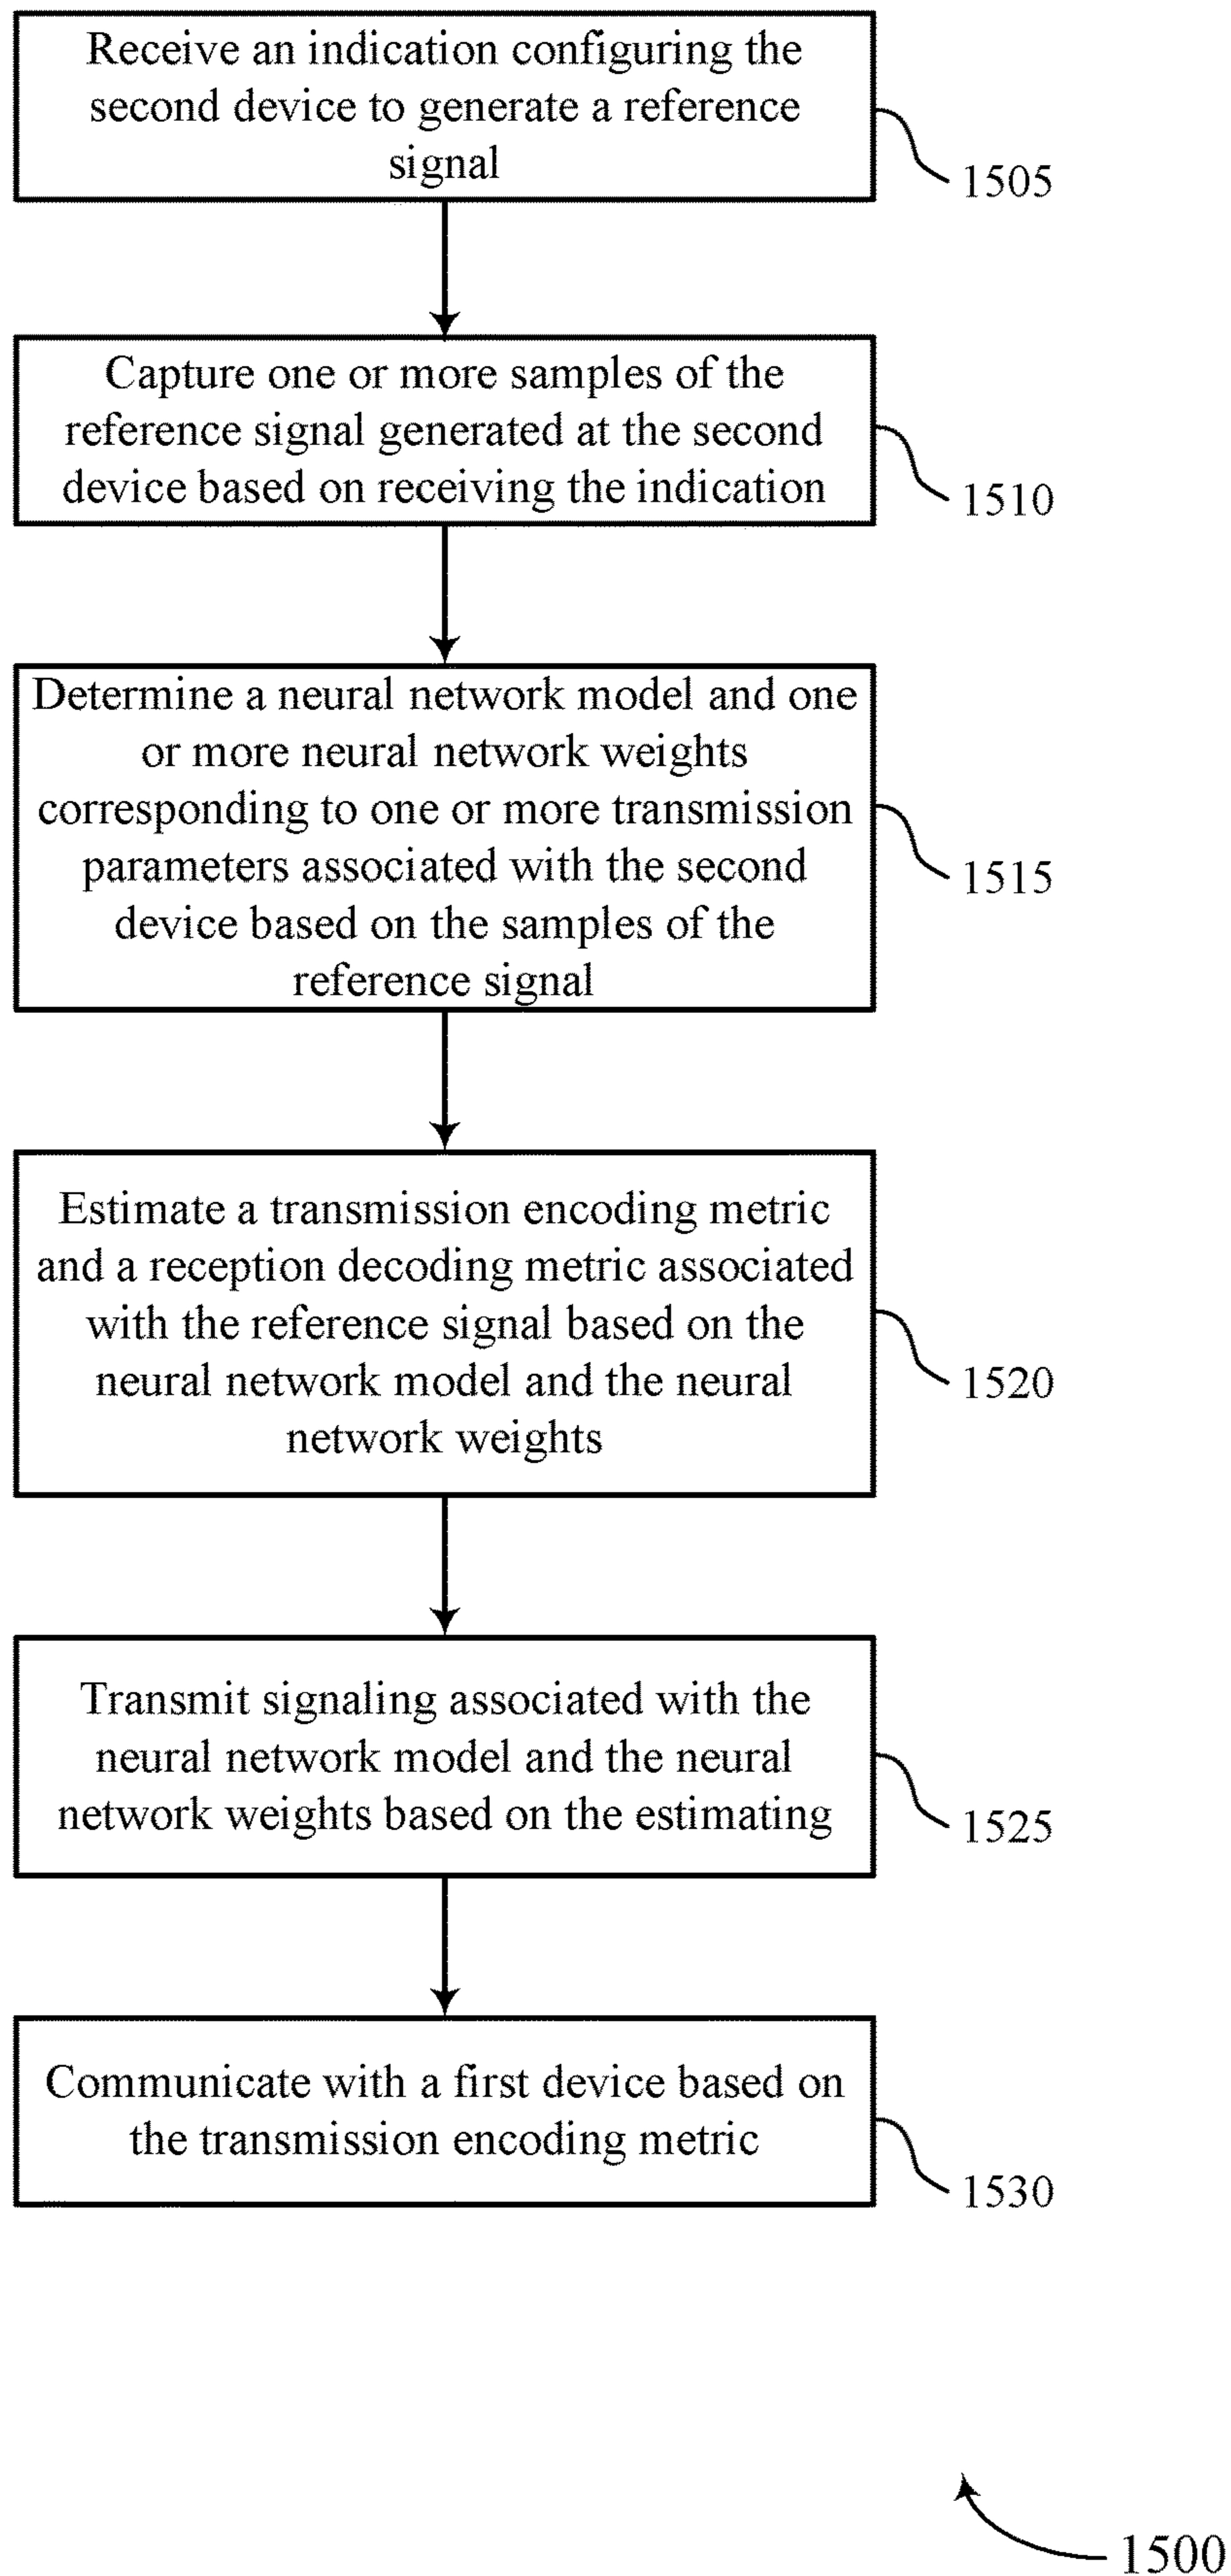 Receive an indication configuring the
second device to generate a reference
signal
1505
Capture one or more samples of the
reference signal generated at the second
device based on receiving the indication
1510
Determine a neural network model and one
or more neural network weights
corresponding to one or more transmission
parameters associated with the second
device based on the samples of the
reference signal
1515
Estimate a transmission encoding metric
and a reception decoding metric associated
with the reference signal based on the
neural network model and the neural
network weights
1520
Transmit signaling associated with the
neural network model and the neural
network weights based on the estimating
1525
Communicate with a first device based on
the transmission encoding metric
1530
1500